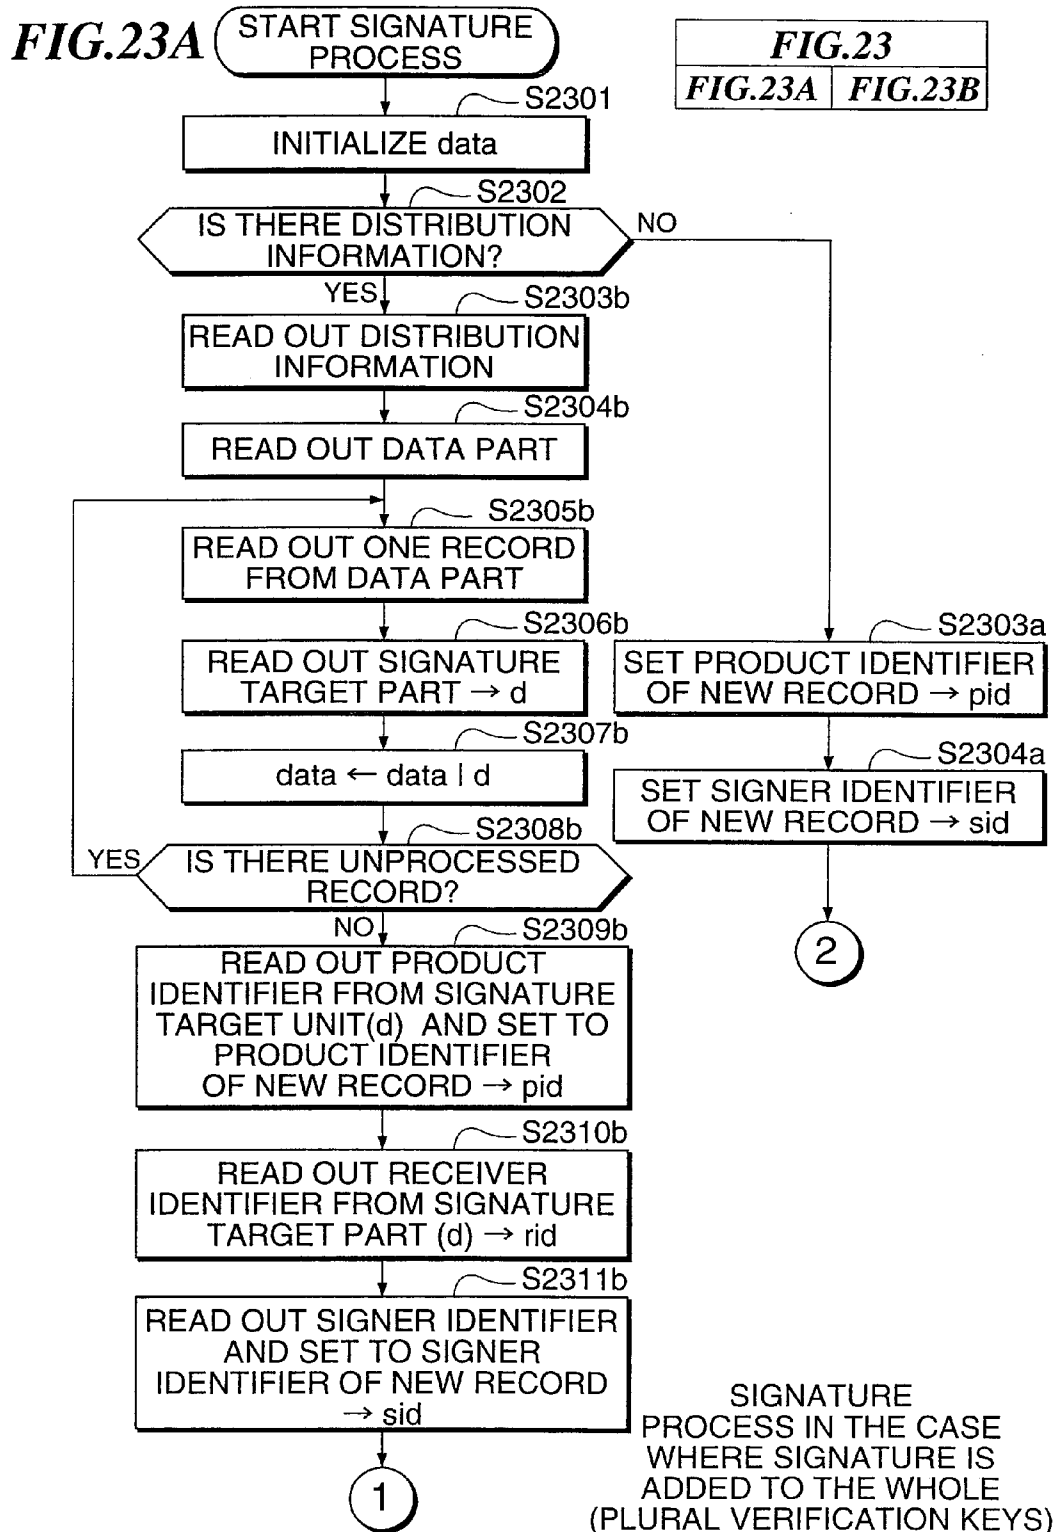 FIG.23A
START SIGNATURE
PROCESS
FIG.23
FIG.23A
FIG.23B
S2301
INITIALIZE data
S2302
IS THERE DISTRIBUTION
INFORMATION?
NO
YES
S2303b
READ OUT DISTRIBUTION
INFORMATION
S2304b
READ OUT DATA PART
S2305b
READ OUT ONE RECORD
FROM DATA PART
S2306b
READ OUT SIGNATURE
TARGET PART → d
S2307b
data ← data | d
S2308b
YES
IS THERE UNPROCESSED
RECORD?
NO
S2303a
SET PRODUCT IDENTIFIER
OF NEW RECORD → pid
S2304a
SET SIGNER IDENTIFIER
OF NEW RECORD → sid
2
S2309b
READ OUT PRODUCT
IDENTIFIER FROM SIGNATURE
TARGET UNIT(d) AND SET TO
PRODUCT IDENTIFIER
OF NEW RECORD → pid
S2310b
READ OUT RECEIVER
IDENTIFIER FROM SIGNATURE
TARGET PART (d) → rid
S2311b
READ OUT SIGNER IDENTIFIER
AND SET TO SIGNER
IDENTIFIER OF NEW RECORD
→ sid
1
SIGNATURE
PROCESS IN THE CASE
WHERE SIGNATURE IS
ADDED TO THE WHOLE
(PLURAL VERIFICATION KEYS)